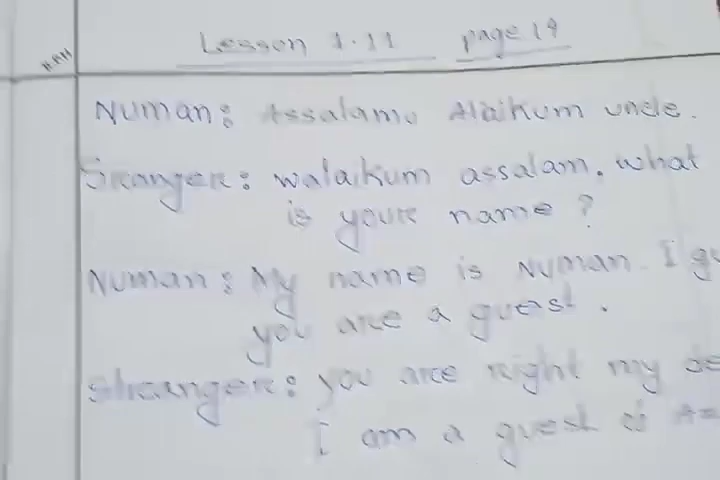 Lesson 1.11 page 19
Numan: Assalamu Alaikum uncle.
Stranger: walaikum assalam. what
is your name?
Numan: My name is Numan. I
you are a guest.
Stranger: you are right my
I am a guest of